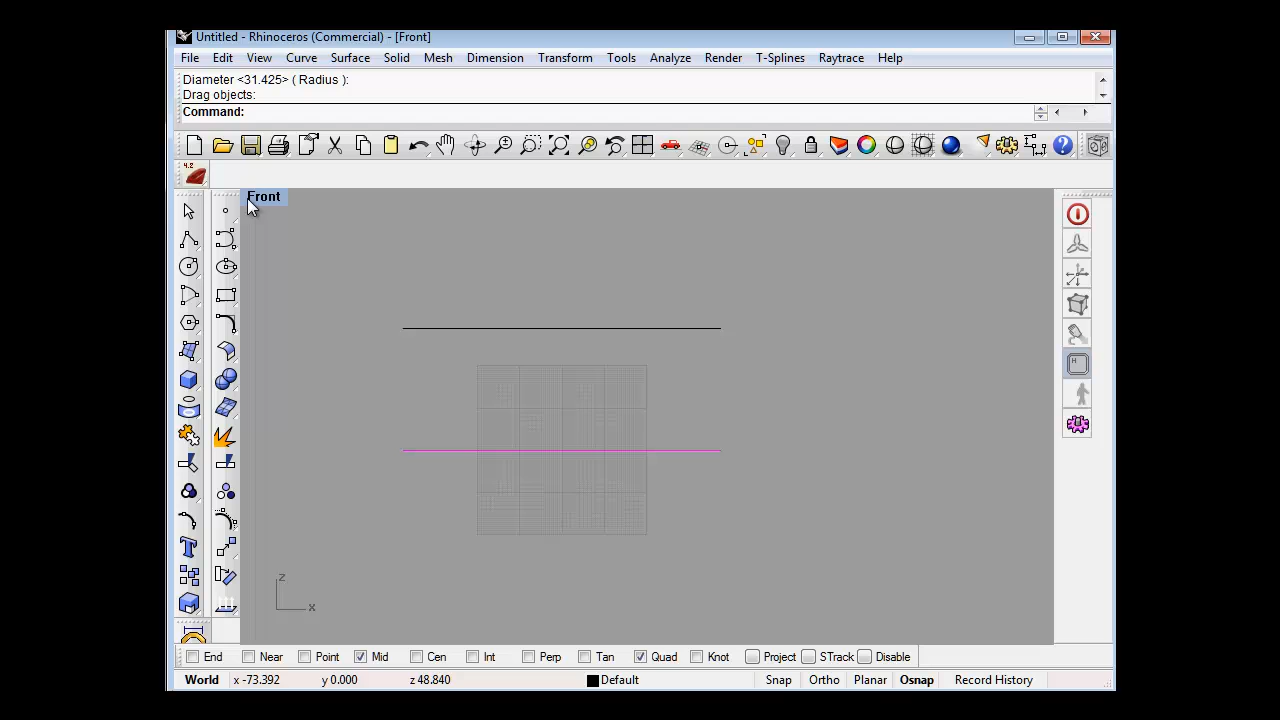 Untitled - Rhinoceros (Commercial) - [Front]
File Edit View Curve Surface Solid Mesh Dimension Transform Tools Analyze Render T-Splines Raytrace Help
Diameter <31.425> ( Radius ):
Drag objects:
Command:
4.2
Front
H
T
z
x
End Near Point Mid Cen Int Perp Tan Quad Knot Project STrack Disable
World x -73.392 y 0.000 z 48.840 Default Snap Ortho Planar Osnap Record History